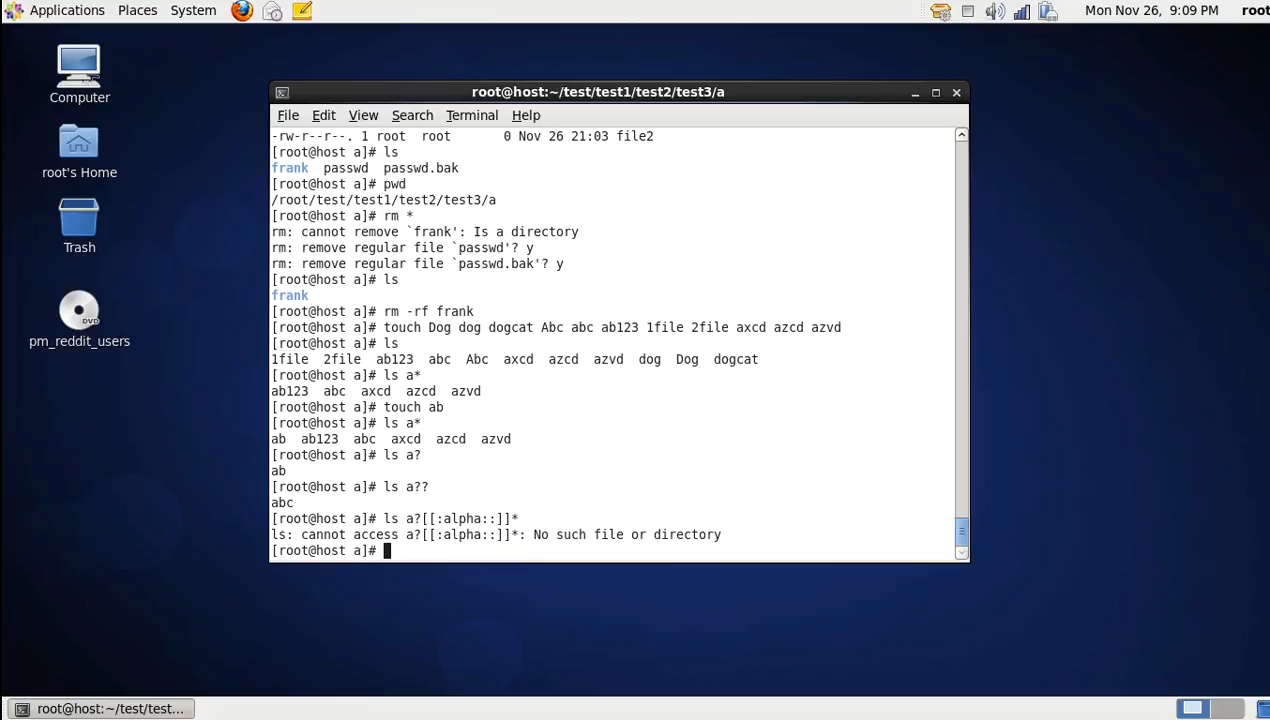 Applications Places System Mon Nov 26, 9:09 PM root
Computer
root's Home
Trash
DVD
pm_reddit_users
root@host:~/test/test1/test2/test3/a
File Edit View Search Terminal Help
-rw-r--r--. 1 root  root       0 Nov 26 21:03 file2
[root@host a]# ls
frank  passwd  passwd.bak
[root@host a]# pwd
/root/test/test1/test2/test3/a
[root@host a]# rm *
rm: cannot remove `frank': Is a directory
rm: remove regular file `passwd'? y
rm: remove regular file `passwd.bak'? y
[root@host a]# ls
frank
[root@host a]# rm -rf frank
[root@host a]# touch Dog dog dogcat Abc abc ab123 1file 2file axcd azcd azvd
[root@host a]# ls
1file  2file  ab123  abc  Abc  axcd  azcd  azvd  dog  Dog  dogcat
[root@host a]# ls a*
ab123  abc  axcd  azcd  azvd
[root@host a]# touch ab
[root@host a]# ls a*
ab  ab123  abc  axcd  azcd  azvd
[root@host a]# ls a?
ab
[root@host a]# ls a??
abc
[root@host a]# ls a?[[:alpha::]]*
ls: cannot access a?[[:alpha::]]*: No such file or directory
[root@host a]#
root@host:~/test/test...